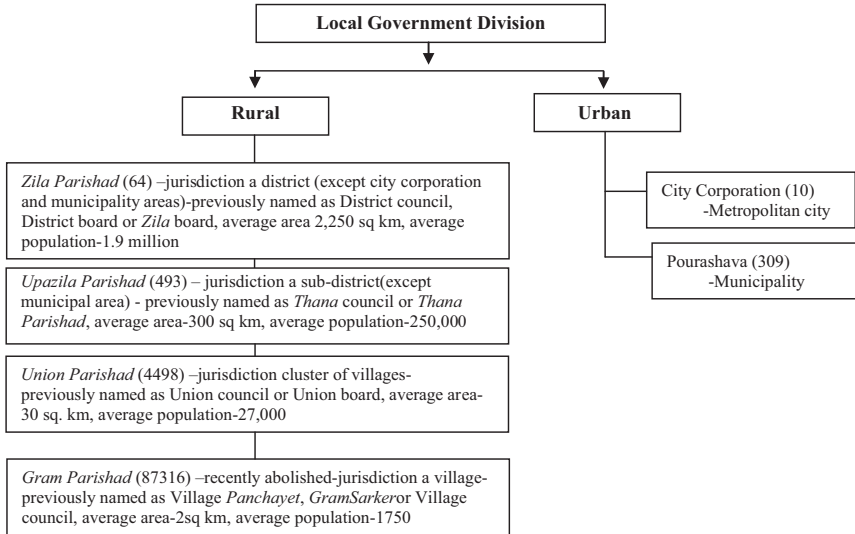 Local Government Division
Rural
Urban
Zila Parishad (64) –jurisdiction a district (except city corporation
and municipality areas)-previously named as District council,
District board or Zila board, average area 2,250 sq km, average
population-1.9 million
Upazila Parishad (493) – jurisdiction a sub-district(except
municipal area) - previously named as Thana council or Thana
Parishad, average area-300 sq km, average population-250,000
Union Parishad (4498) –jurisdiction cluster of villages-
previously named as Union council or Union board, average area-
30 sq. km, average population-27,000
Gram Parishad (87316) –recently abolished-jurisdiction a village-
previously named as Village Panchayet, GramSarkeror Village
council, average area-2sq km, average population-1750
City Corporation (10)
-Metropolitan city
Pourashava (309)
-Municipality